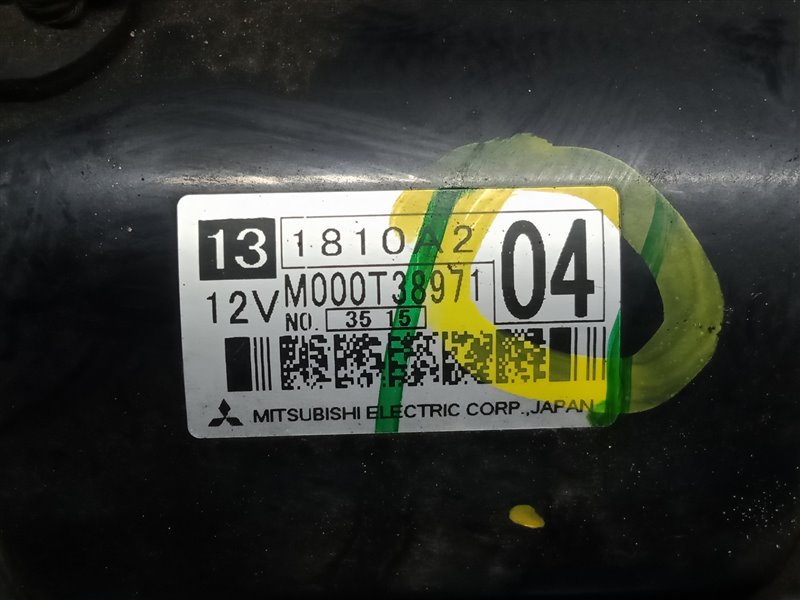 13 1810A2 04
12V M000T38971
NO. 35 15
MITSUBISHI ELECTRIC CORP., JAPAN